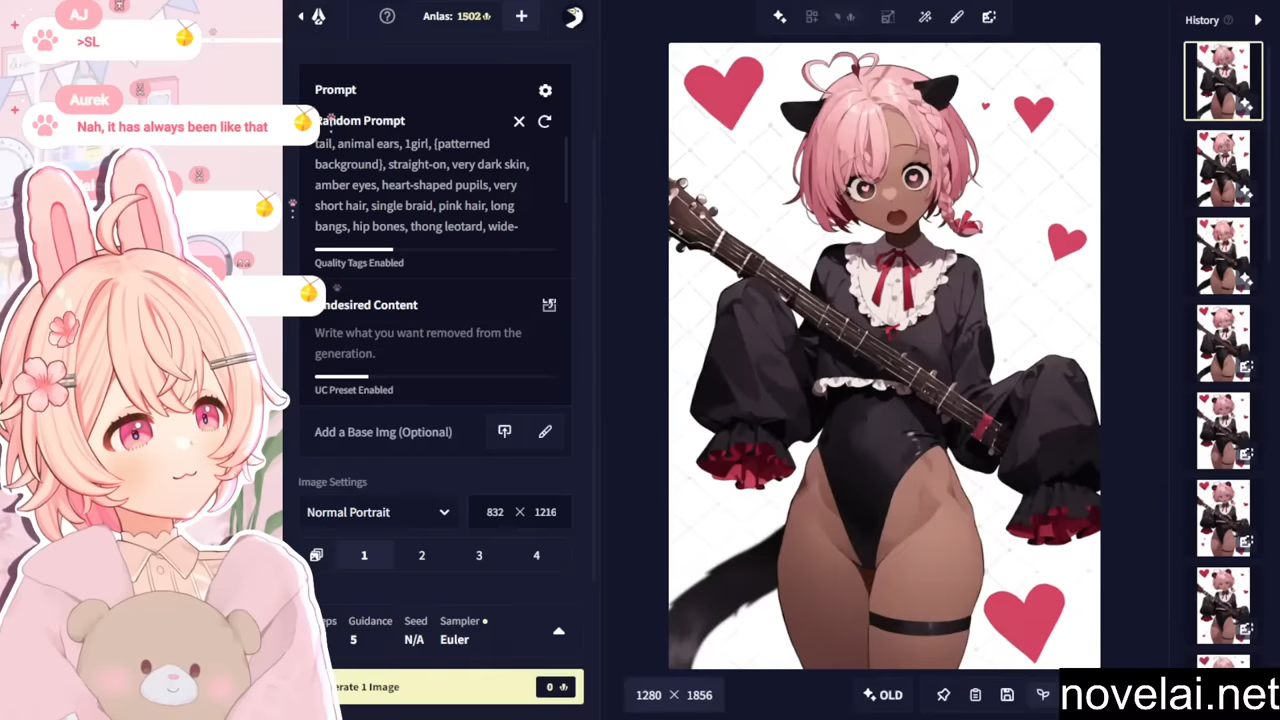 AJ
>SL
Aurek
Nah, it has always been like that
Anlas: 1502
History
Prompt
andom Prompt
tail, animal ears, 1girl, {patterned
background}, straight-on, very dark skin,
amber eyes, heart-shaped pupils, very
short hair, single braid, pink hair, long
bangs, hip bones, thong leotard, wide-
Quality Tags Enabled
ndesired Content
Write what you want removed from the
generation.
UC Preset Enabled
Add a Base Img (Optional)
Image Settings
Normal Portrait
832 × 1216
1 2 3 4
eps Guidance Seed Sampler
5 N/A Euler
erate 1 Image
0
1280 × 1856
OLD
novelai.net